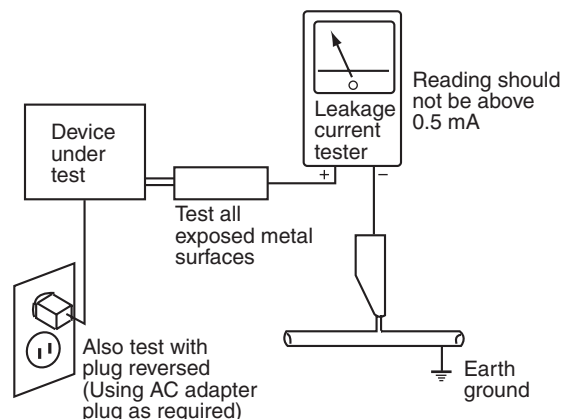 Device
under
test
Leakage
current
tester
+ −
Reading should
not be above
0.5 mA
Test all
exposed metal
surfaces
Also test with
plug reversed
(Using AC adapter
plug as required)
Earth
ground